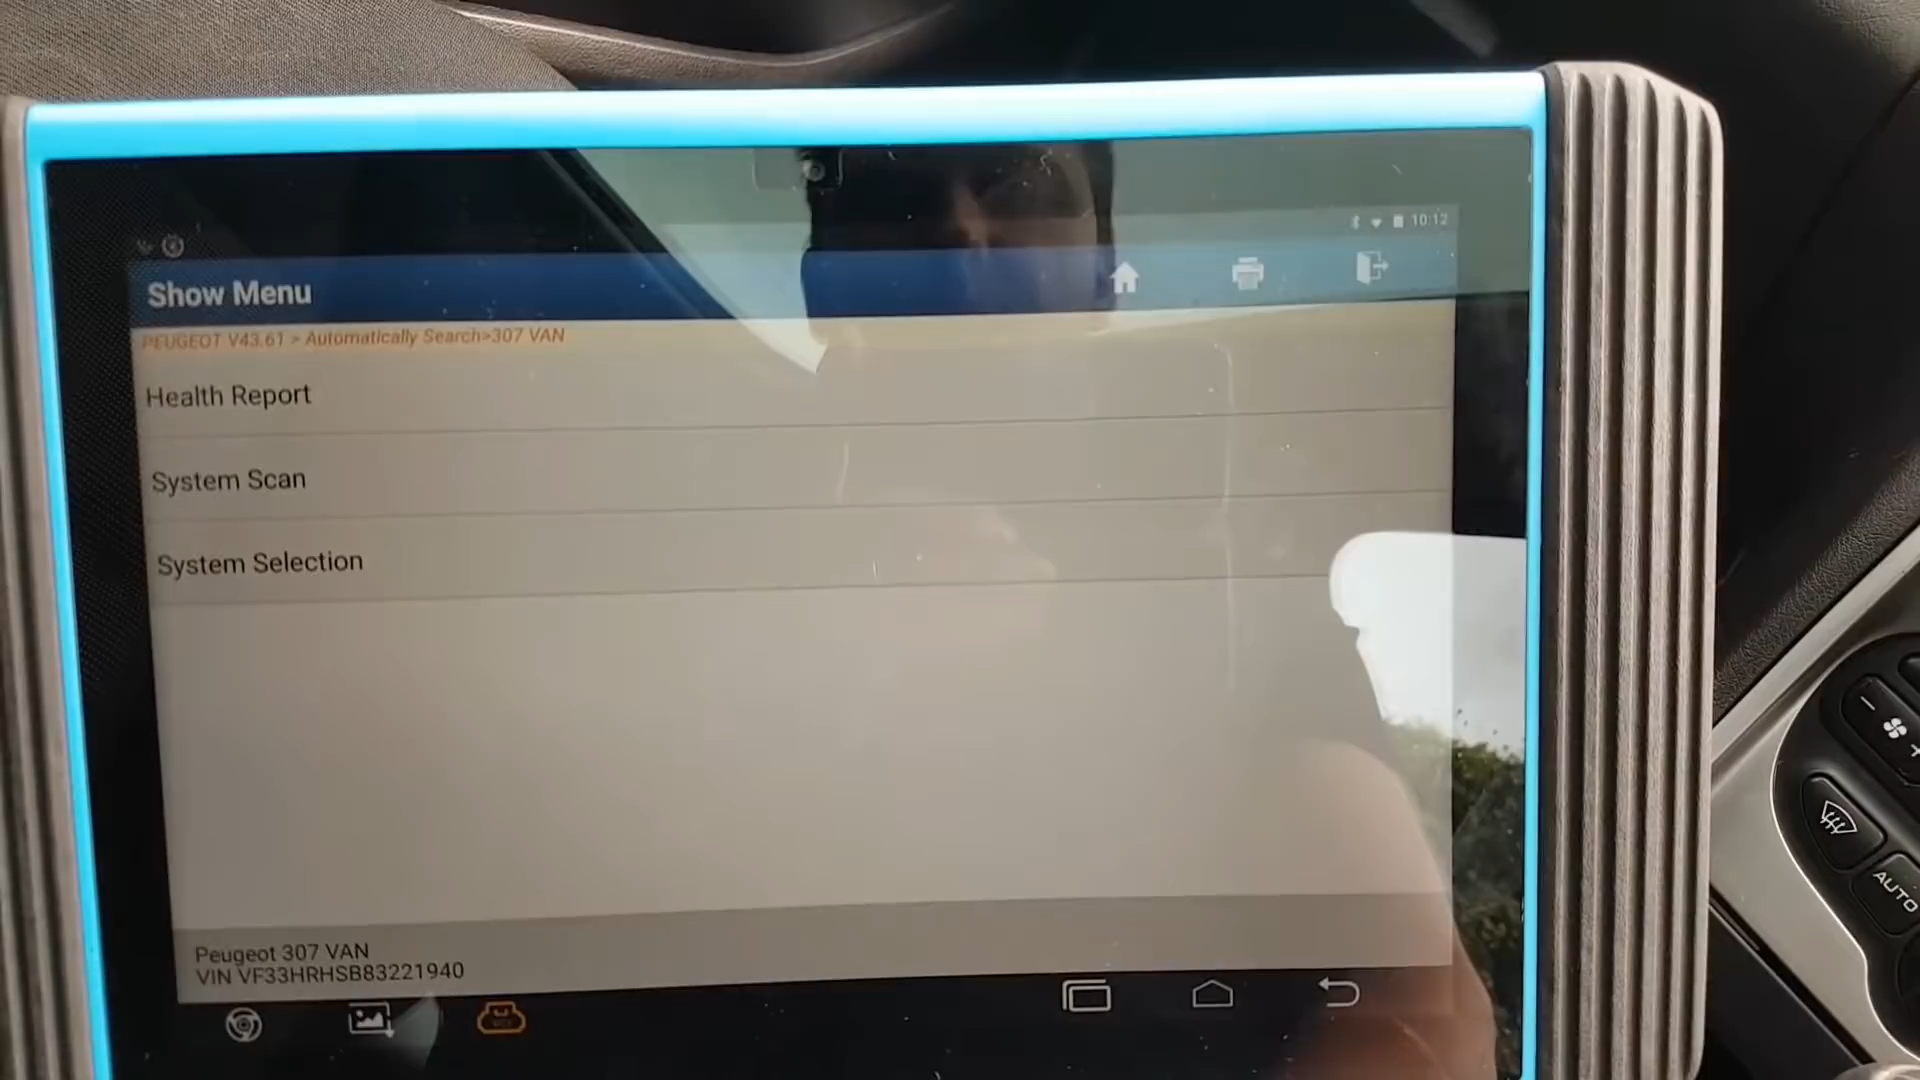 10:12
Show Menu
PEUGEOT V43.61 > Automatically Search>307 VAN
Health Report
System Scan
System Selection
Peugeot 307 VAN
VIN VF33HRHSB83221940
AUTO